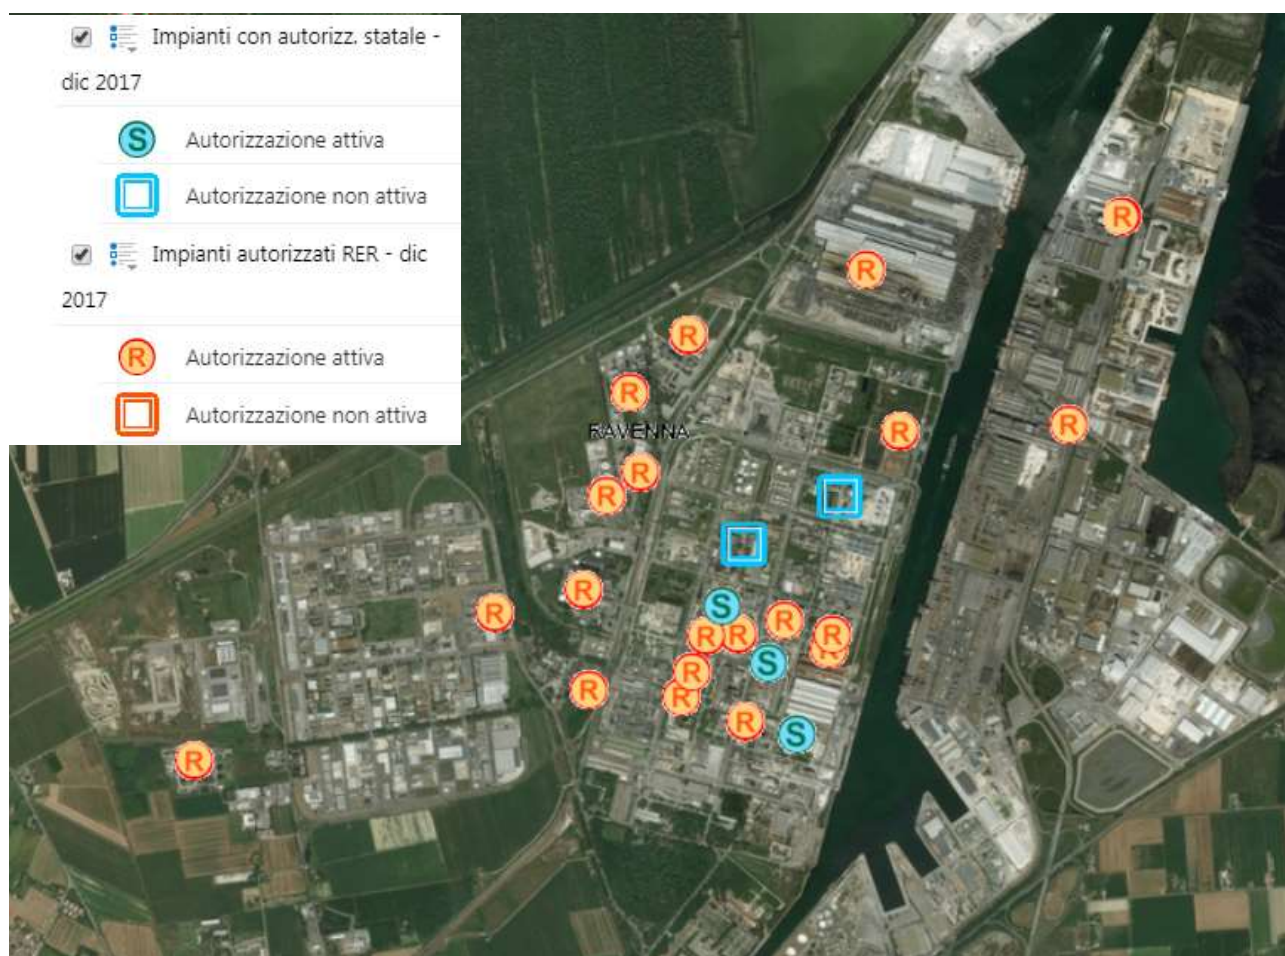 Impianti con autorizz. statale -
dic 2017
S Autorizzazione attiva
Autorizzazione non attiva
Impianti autorizzati RER - dic
2017
R Autorizzazione attiva
Autorizzazione non attiva
R
R
R
R
RAVENNA
R
R
R
R
R
R
S
R
R
R
R
R
R
S
R
R
R
R
S
R